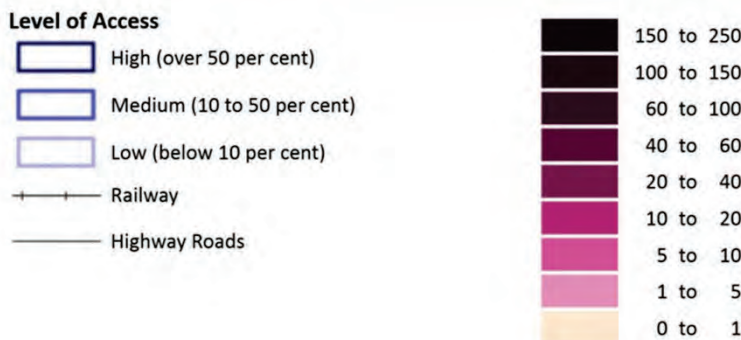 Level of Access
High (over 50 per cent)
Medium (10 to 50 per cent)
Low (below 10 per cent)
Railway
Highway Roads
150 to 250
100 to 150
60 to 100
40 to 60
20 to 40
10 to 20
5 to 10
1 to 5
0 to 1